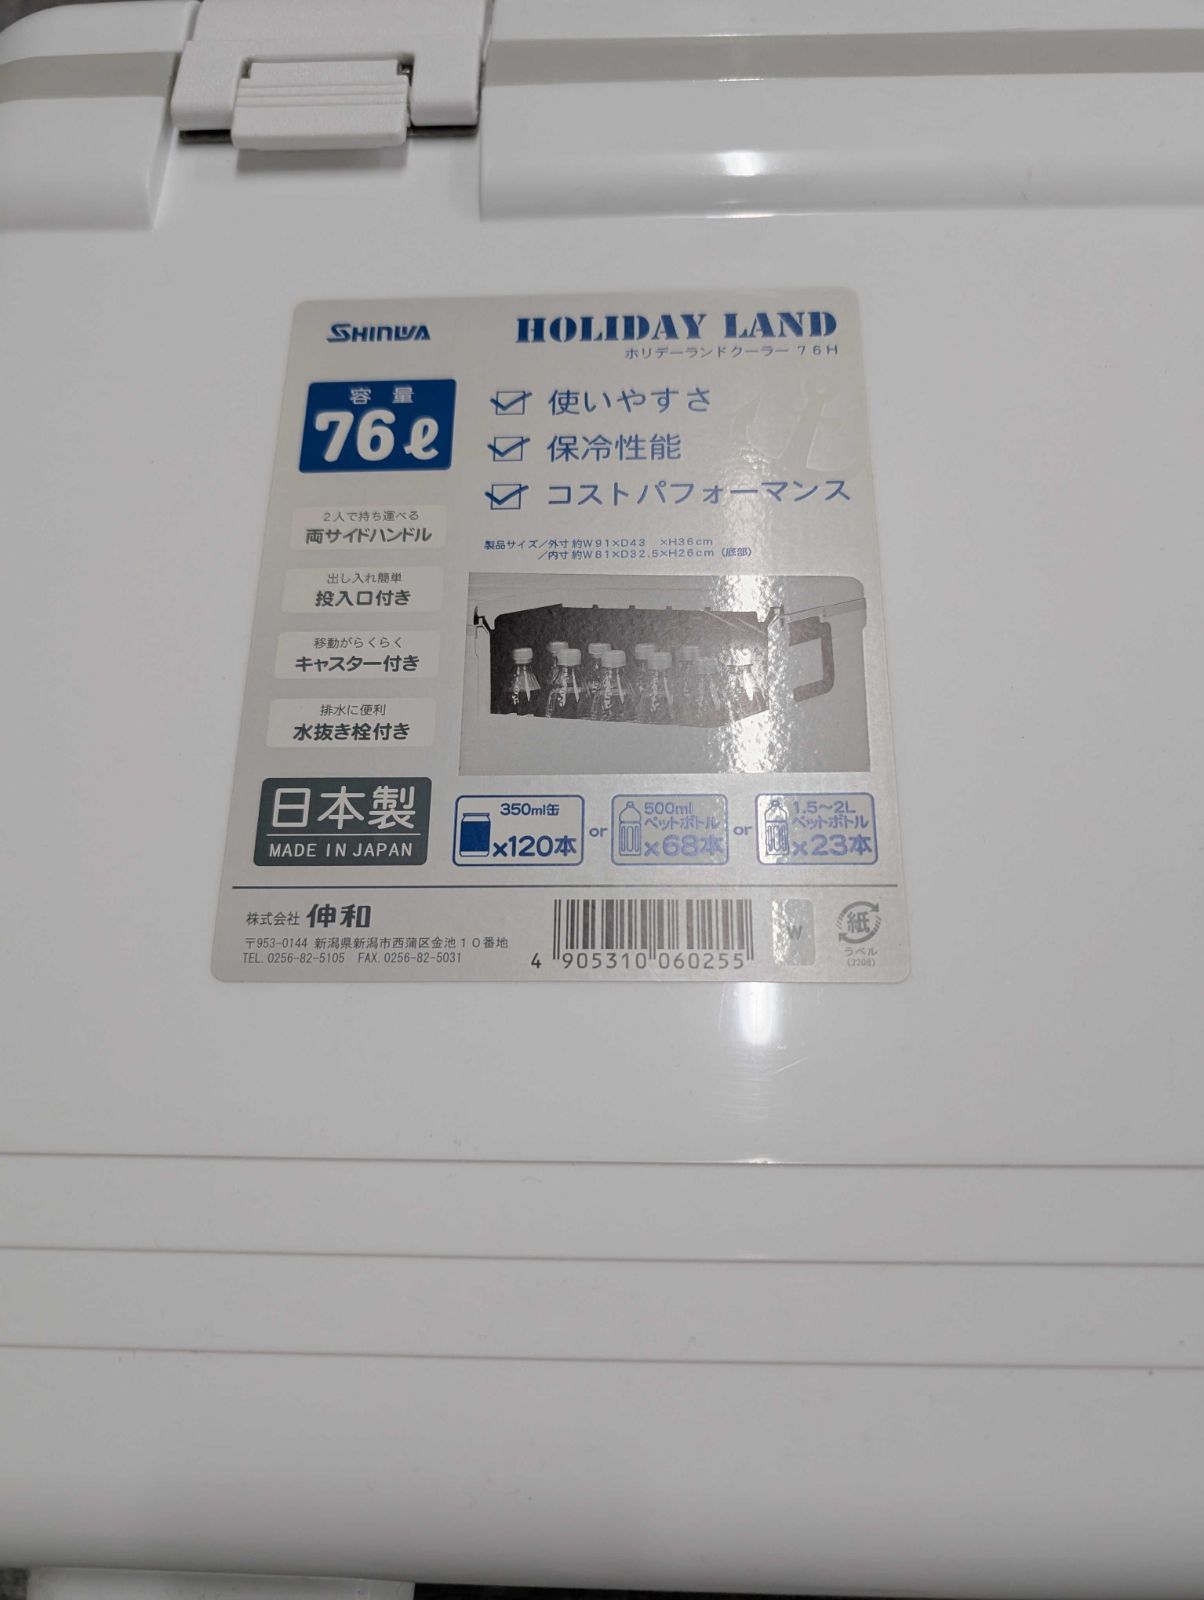 SHINWA
HOLIDAY LAND
ホリデーランドクーラー 76H
容量
76ℓ
使いやすさ
保冷性能
コストパフォーマンス
製品サイズ／外寸 約W91×D43 ×H36cm
／内寸 約W81×D32.5×H26cm (底部)
2人で持ち運べる
両サイドハンドル
出し入れ簡単
投入口付き
移動がらくらく
キャスター付き
排水に便利
水抜き栓付き
日本製
MADE IN JAPAN
350ml缶
×120本
or
500ml
ペットボトル
×68本
or
1.5〜2L
ペットボトル
×23本
株式会社 伸和
〒953-0144 新潟県新潟市西蒲区金池10番地
TEL. 0256-82-5105 FAX. 0256-82-5031
4 905310 060255
W
紙
ラベル